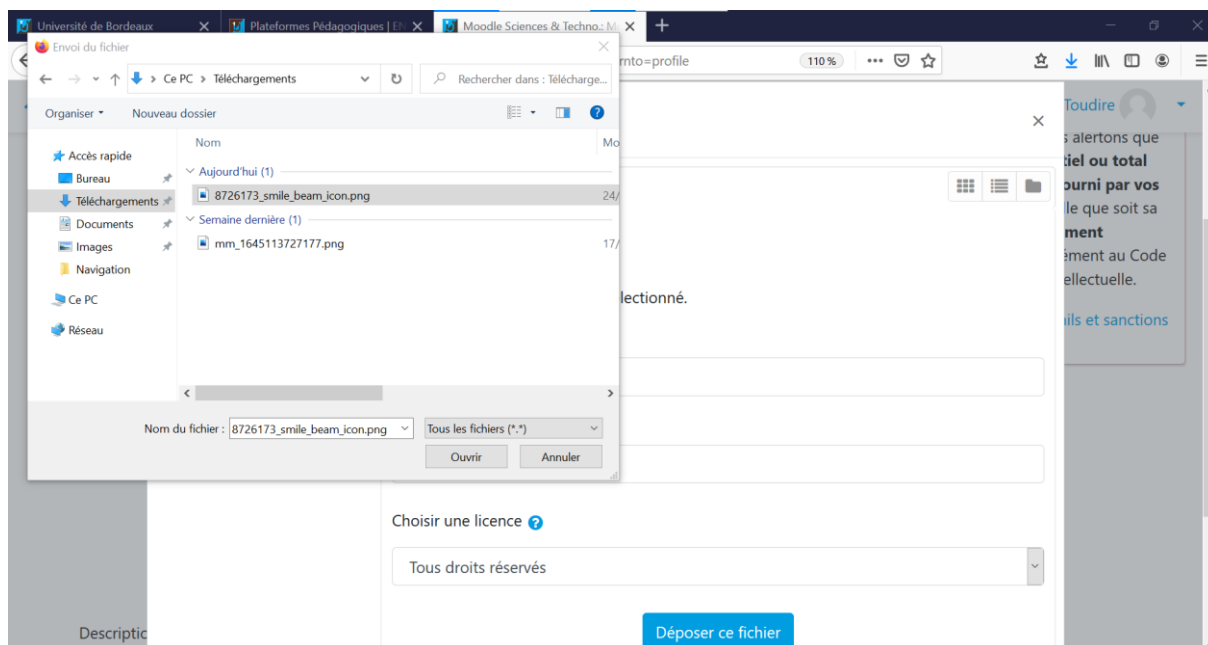 Université de Bordeaux
Plateformes Pédagogiques | EN
Moodle Sciences & Techno.: M
Envoi du fichier
rnto=profile
110 %
Ce PC > Téléchargements
Rechercher dans : Télécharge...
Organiser
Nouveau dossier
Toudire
Nom
Mo
s alertons que
Accès rapide
Aujourd'hui (1)
tiel ou total
Bureau
8726173_smile_beam_icon.png
24/
ourni par vos
Téléchargements
lle que soit sa
Documents
Semaine dernière (1)
ment
Images
mm_1645113727177.png
17/
ément au Code
Navigation
ellectuelle.
Ce PC
lectionné.
ils et sanctions
Réseau
Nom du fichier : 8726173_smile_beam_icon.png
Tous les fichiers (*.*)
Ouvrir
Annuler
Choisir une licence
Tous droits réservés
Déposer ce fichier
Descriptic